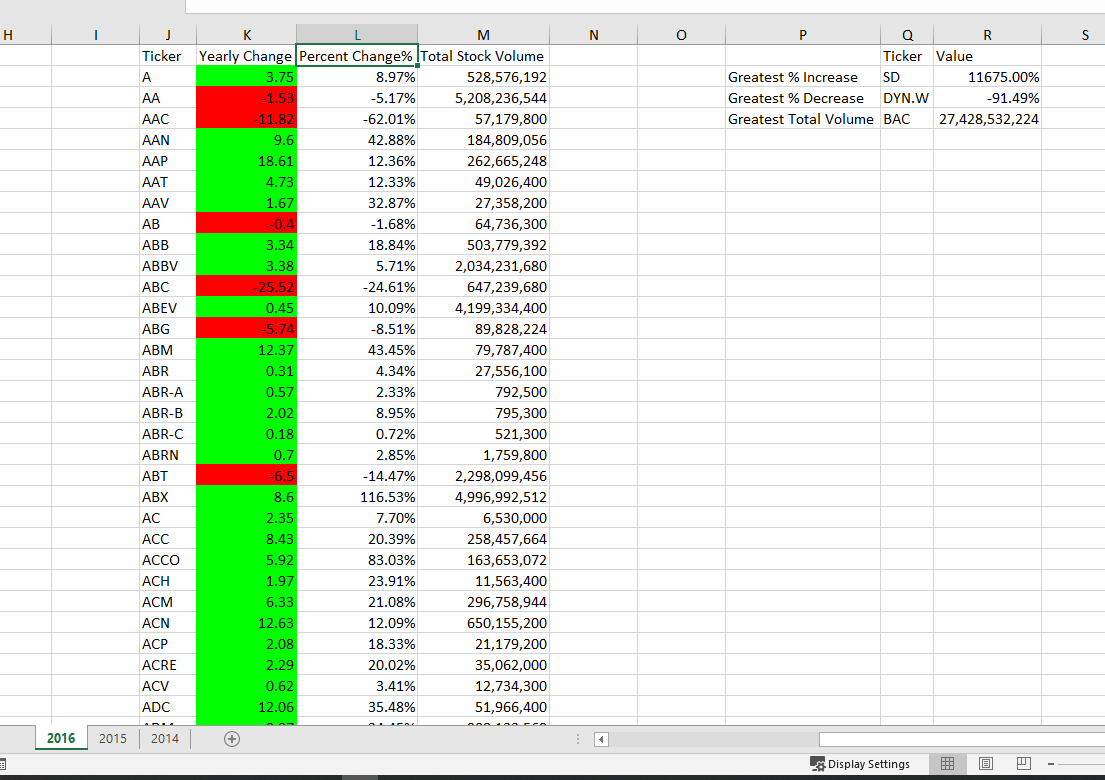 H I J K L M N O P Q R S
Ticker Yearly Change Percent Change% Total Stock Volume Ticker Value
A 3.75 8.97% 528,576,192 Greatest % Increase SD 11675.00%
AA -1.53 -5.17% 5,208,236,544 Greatest % Decrease DYN.W -91.49%
AAC -11.82 -62.01% 57,179,800 Greatest Total Volume BAC 27,428,532,224
AAN 9.6 42.88% 184,809,056
AAP 18.61 12.36% 262,665,248
AAT 4.73 12.33% 49,026,400
AAV 1.67 32.87% 27,358,200
AB -0.4 -1.68% 64,736,300
ABB 3.34 18.84% 503,779,392
ABBV 3.38 5.71% 2,034,231,680
ABC -25.52 -24.61% 647,239,680
ABEV 0.45 10.09% 4,199,334,400
ABG -5.74 -8.51% 89,828,224
ABM 12.37 43.45% 79,787,400
ABR 0.31 4.34% 27,556,100
ABR-A 0.57 2.33% 792,500
ABR-B 2.02 8.95% 795,300
ABR-C 0.18 0.72% 521,300
ABRN 0.7 2.85% 1,759,800
ABT -6.5 -14.47% 2,298,099,456
ABX 8.6 116.53% 4,996,992,512
AC 2.35 7.70% 6,530,000
ACC 8.43 20.39% 258,457,664
ACCO 5.92 83.03% 163,653,072
ACH 1.97 23.91% 11,563,400
ACM 6.33 21.08% 296,758,944
ACN 12.63 12.09% 650,155,200
ACP 2.08 18.33% 21,179,200
ACRE 2.29 20.02% 35,062,000
ACV 0.62 3.41% 12,734,300
ADC 12.06 35.48% 51,966,400
2016 2015 2014
Display Settings